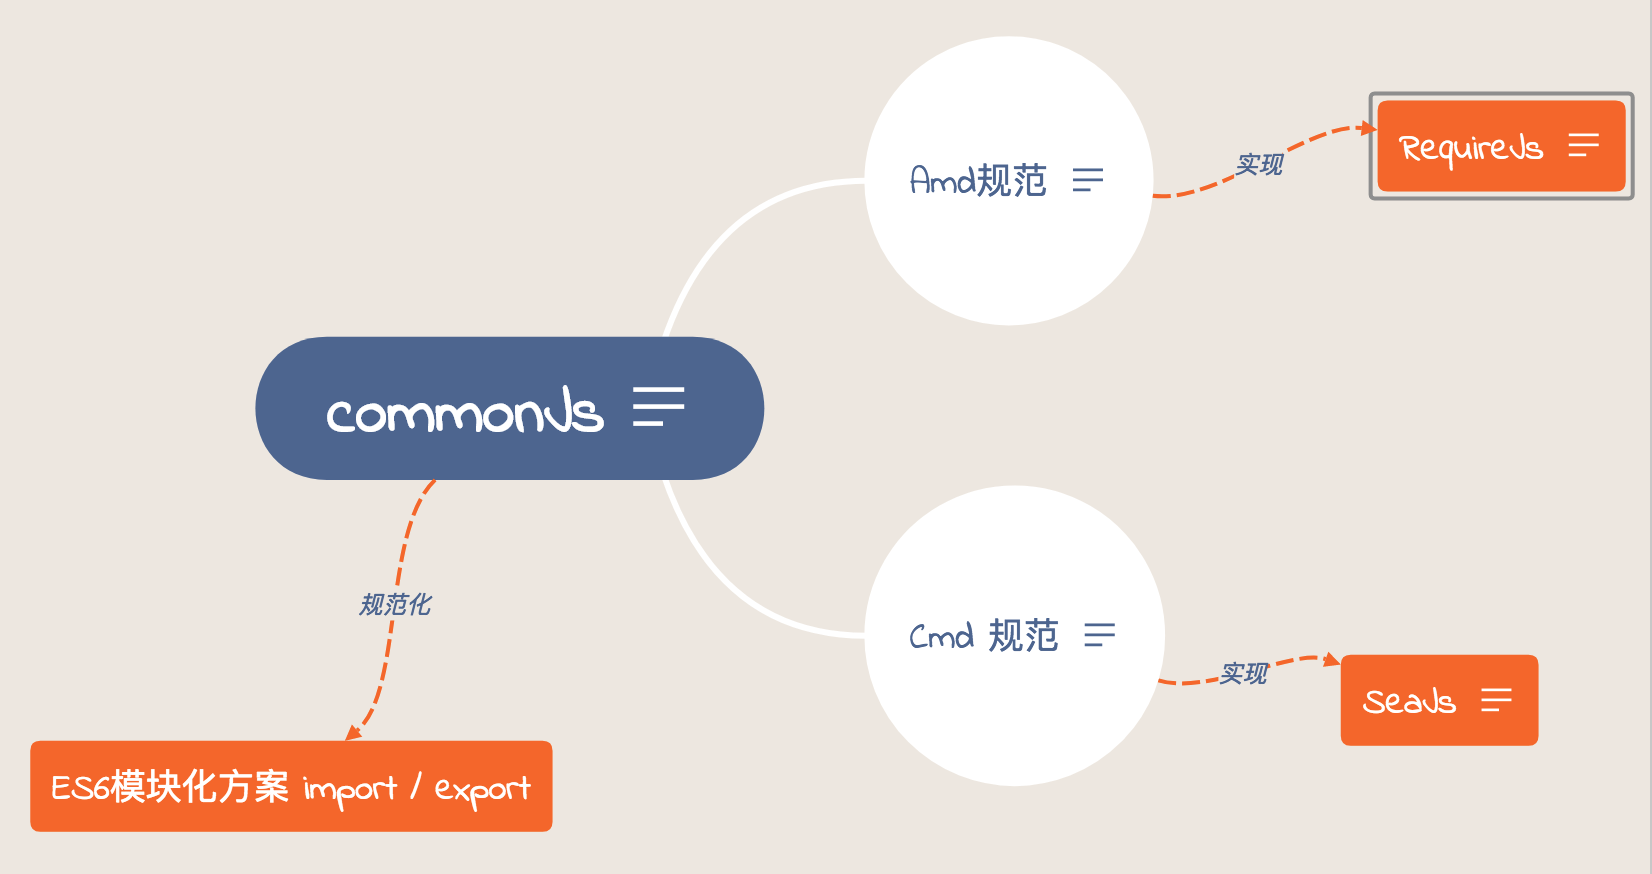 Amd规范
实现
RequireJs
commonJs
规范化
ES6模块化方案 import / export
Cmd 规范
实现
SeaJs